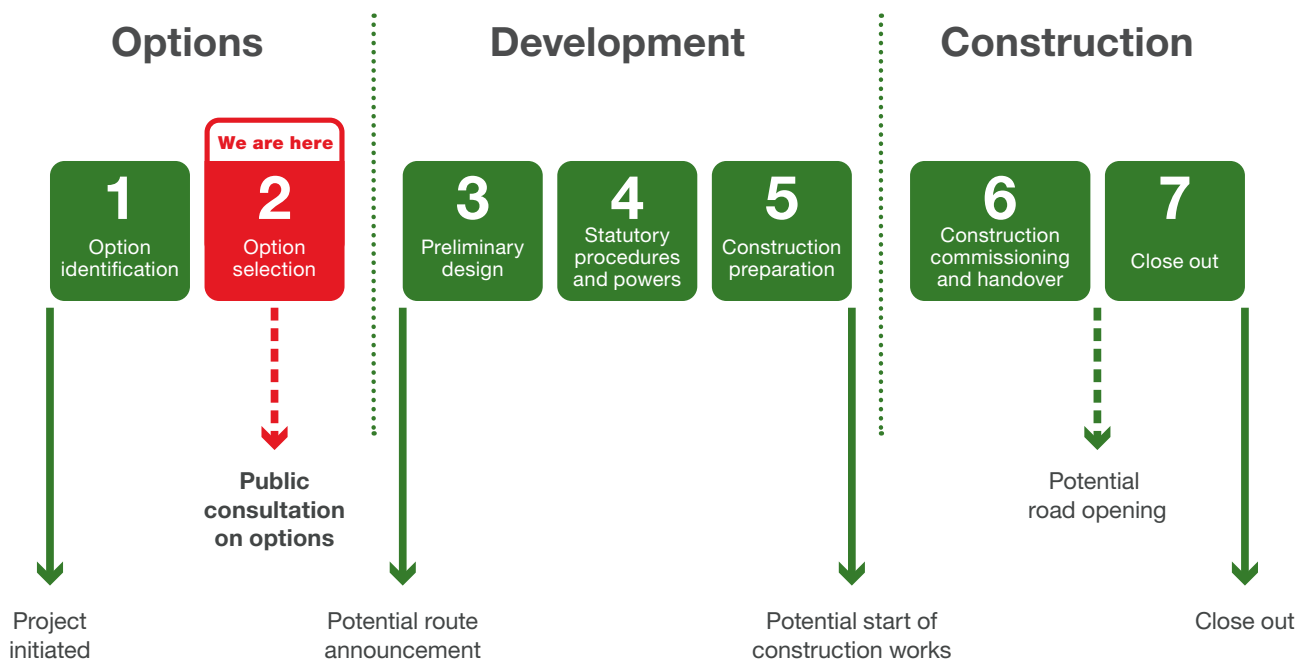 Options
Development
Construction
We are here
1
Option
identification
2
Option
selection
3
Preliminary
design
4
Statutory
procedures
and powers
5
Construction
preparation
6
Construction
commissioning
and handover
7
Close out
Public
consultation
on options
Potential
road opening
Project
initiated
Potential route
announcement
Potential start of
construction works
Close out